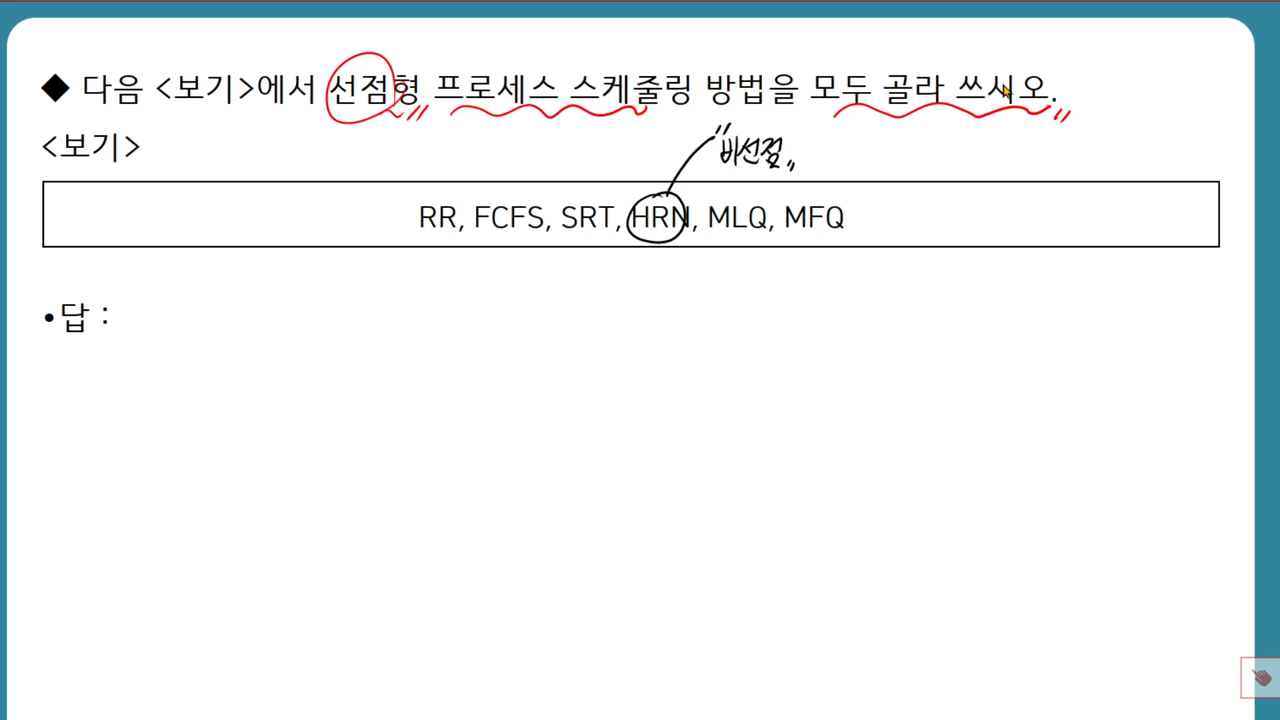 ◆ 다음 <보기>에서 선점형 프로세스 스케줄링 방법을 모두 골라 쓰시오.
<보기>
"비선점"
RR, FCFS, SRT, HRN, MLQ, MFQ
•답 :